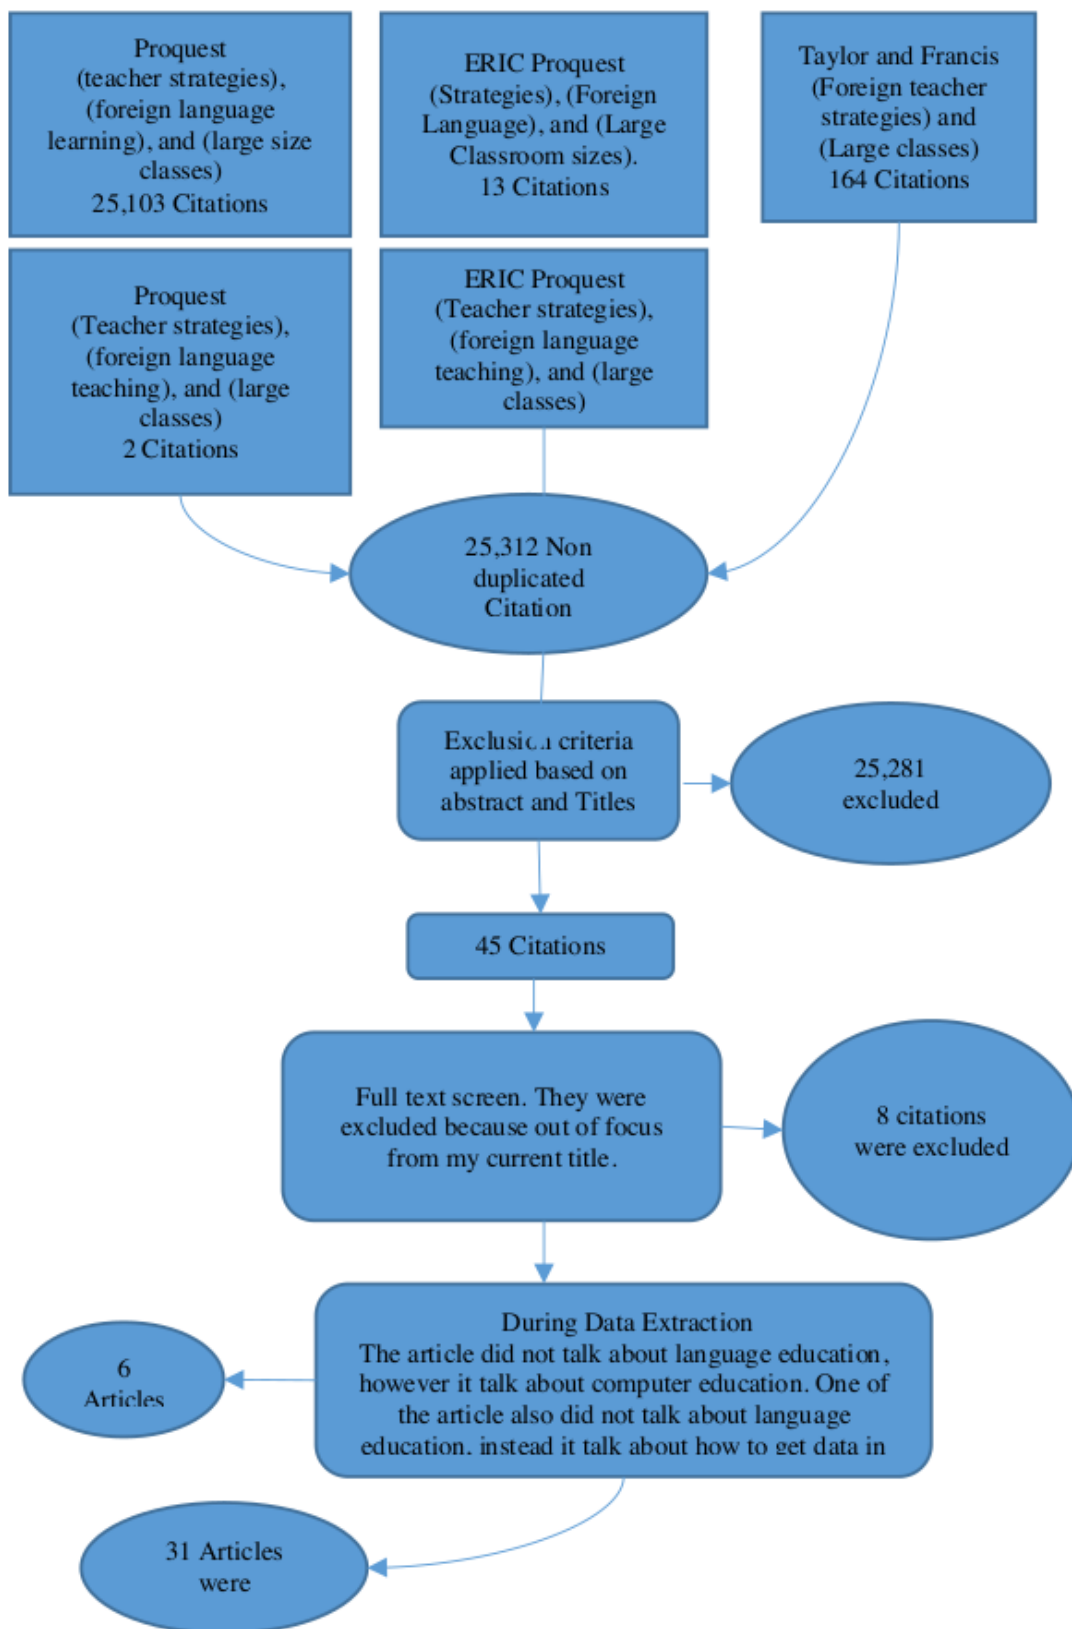 Proquest
(teacher strategies),
(foreign language
learning), and (large size
classes)
25,103 Citations
ERIC Proquest
(Strategies), (Foreign
Language), and (Large
Classroom sizes).
13 Citations
Taylor and Francis
(Foreign teacher
strategies) and
(Large classes)
164 Citations
Proquest
(Teacher strategies),
(foreign language
teaching), and (large
classes)
2 Citations
ERIC Proquest
(Teacher strategies),
(foreign language
teaching), and (large
classes)
25,312 Non
duplicated
Citation
Exclusion criteria
applied based on
abstract and Titles
25,281
excluded
45 Citations
Full text screen. They were
excluded because out of focus
from my current title.
8 citations
were excluded
During Data Extraction
The article did not talk about language education,
however it talk about computer education. One of
the article also did not talk about language
education, instead it talk about how to get data in
6
Articles
31 Articles
were